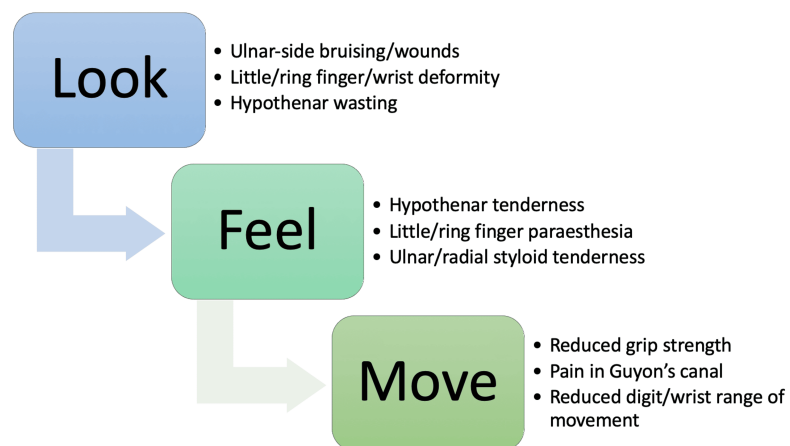 Look
• Ulnar-side bruising/wounds
• Little/ring finger/wrist deformity
• Hypothenar wasting
Feel
• Hypothenar tenderness
• Little/ring finger paraesthesia
• Ulnar/radial styloid tenderness
Move
• Reduced grip strength
• Pain in Guyon's canal
• Reduced digit/wrist range of
movement